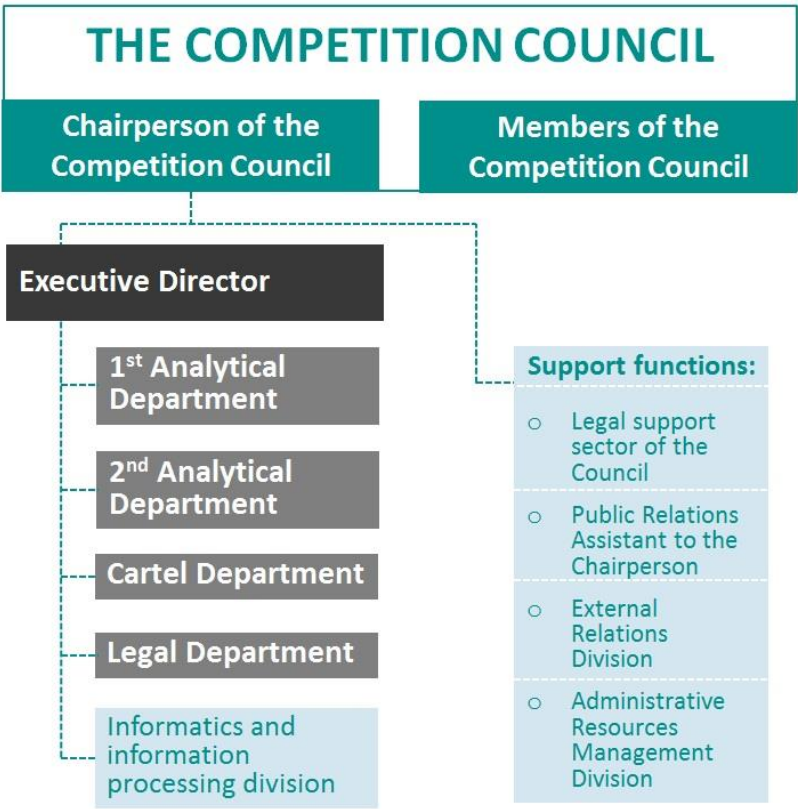 THE COMPETITION COUNCIL
Chairperson of the
Competition Council
Members of the
Competition Council
Executive Director
1st Analytical
Department
2nd Analytical
Department
Cartel Department
Legal Department
Informatics and
information
processing division
Support functions:
o Legal support
sector of the
Council
o Public Relations
Assistant to the
Chairperson
o External
Relations
Division
o Administrative
Resources
Management
Division